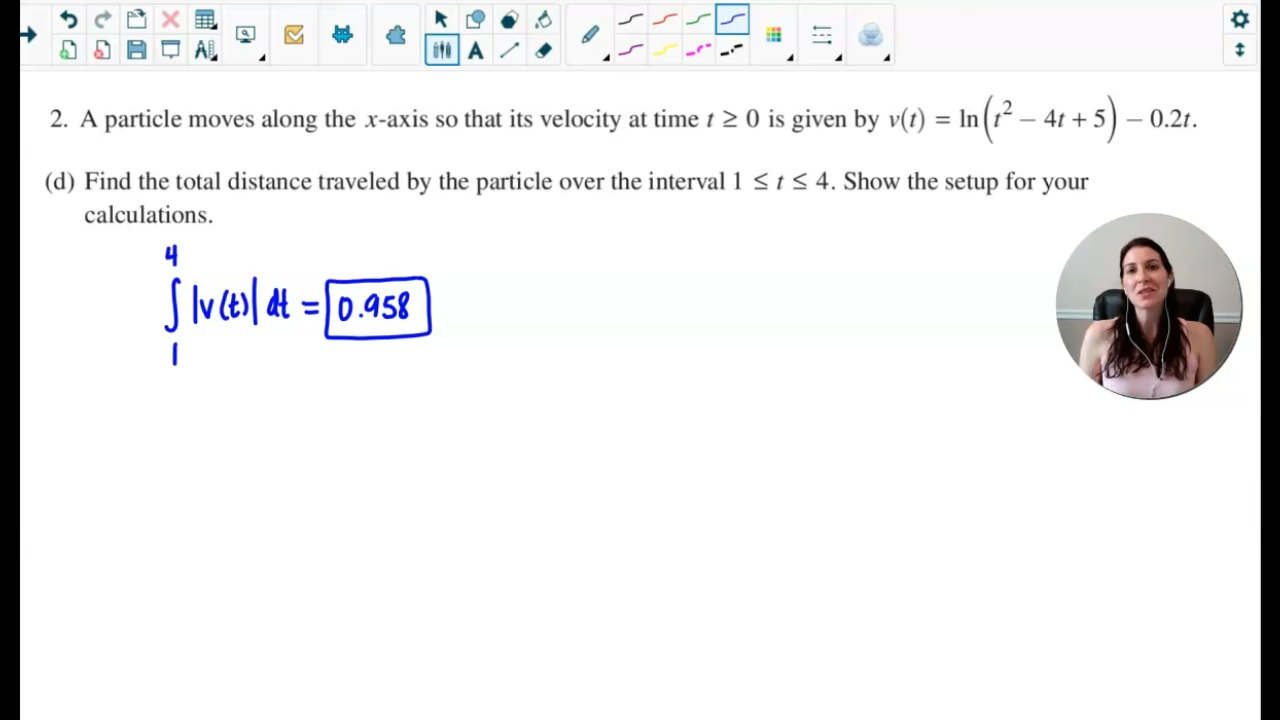 2. A particle moves along the x-axis so that its velocity at time t ≥ 0 is given by v(t) = ln(t² − 4t + 5) − 0.2t.
(d) Find the total distance traveled by the particle over the interval 1 ≤ t ≤ 4. Show the setup for your
calculations.
∫₁⁴ |v(t)| dt = 0.958